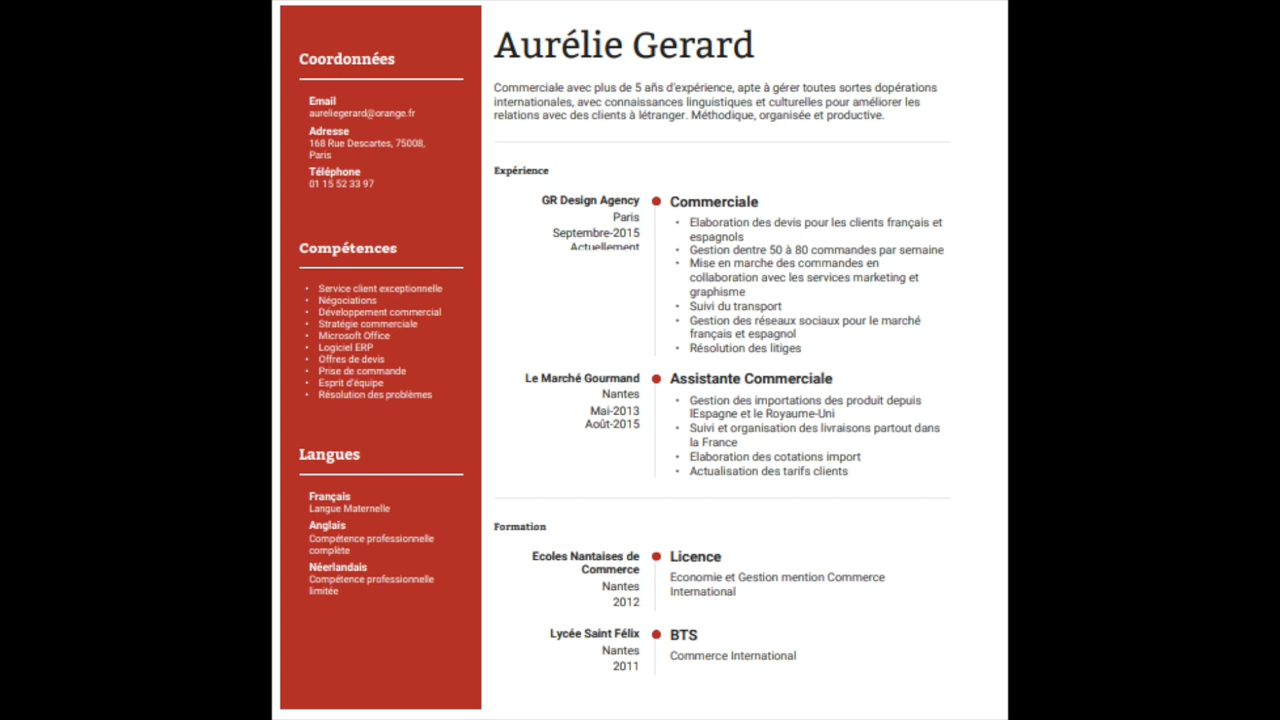 Coordonnées
Email
aureliegerard@orange.fr
Adresse
168 Rue Descartes, 75008,
Paris
Téléphone
01 15 52 33 97
Compétences
• Service client exceptionnelle
• Négociations
• Développement commercial
• Stratégie commerciale
• Microsoft Office
• Logiciel ERP
• Offres de devis
• Prise de commande
• Esprit d'équipe
• Résolution des problèmes
Langues
Français
Langue Maternelle
Anglais
Compétence professionnelle
complète
Néerlandais
Compétence professionnelle
limitée
Aurélie Gerard
Commerciale avec plus de 5 añs d'expérience, apte à gérer toutes sortes dopérations
internationales, avec connaissances linguistiques et culturelles pour améliorer les
relations avec des clients à létranger. Méthodique, organisée et productive.
Expérience
GR Design Agency
Paris
Septembre-2015
Actuellement
Commerciale
• Elaboration des devis pour les clients français et
espagnols
• Gestion dentre 50 à 80 commandes par semaine
• Mise en marche des commandes en
collaboration avec les services marketing et
graphisme
• Suivi du transport
• Gestion des réseaux sociaux pour le marché
français et espagnol
• Résolution des litiges
Le Marché Gourmand
Nantes
Mai-2013
Août-2015
Assistante Commerciale
• Gestion des importations des produit depuis
lEspagne et le Royaume-Uni
• Suivi et organisation des livraisons partout dans
la France
• Elaboration des cotations import
• Actualisation des tarifs clients
Formation
Ecoles Nantaises de
Commerce
Nantes
2012
Licence
Economie et Gestion mention Commerce
International
Lycée Saint Félix
Nantes
2011
BTS
Commerce International